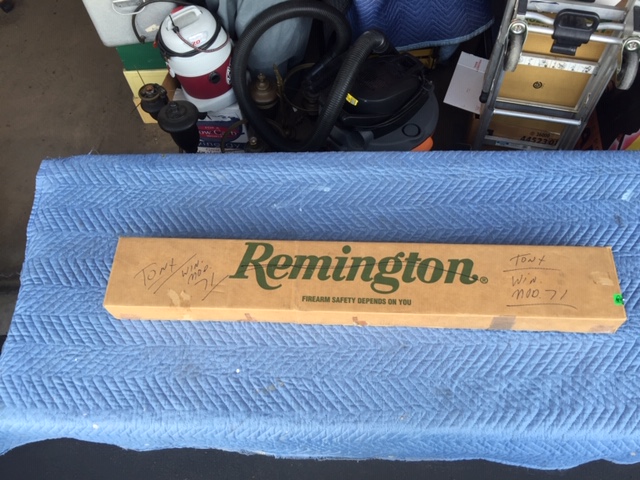 Remington®
FIREARM SAFETY DEPENDS ON YOU
TONY
WIN.
MOD
71
TONY
WIN.
MOD 71